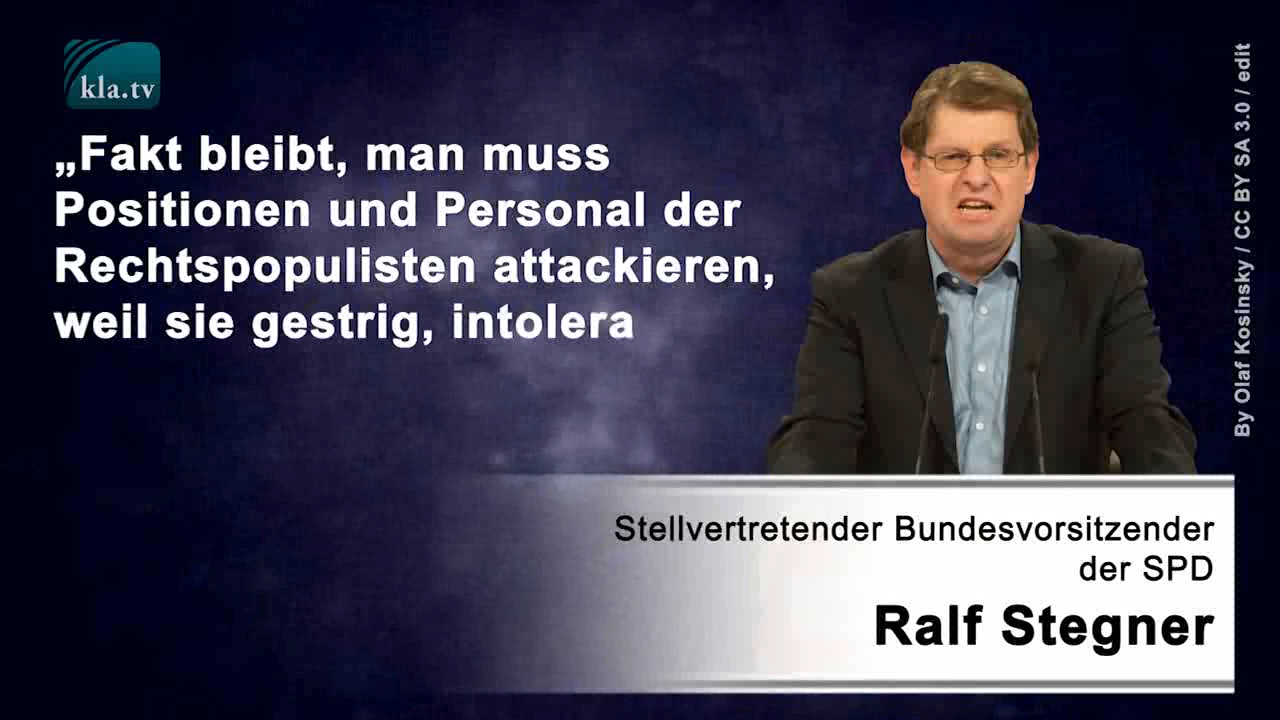 kla.tv
„Fakt bleibt, man muss
Positionen und Personal der
Rechtspopulisten attackieren,
weil sie gestrig, intolera
By Olaf Kosinsky / CC BY SA 3.0 / edit
Stellvertretender Bundesvorsitzender
der SPD
Ralf Stegner